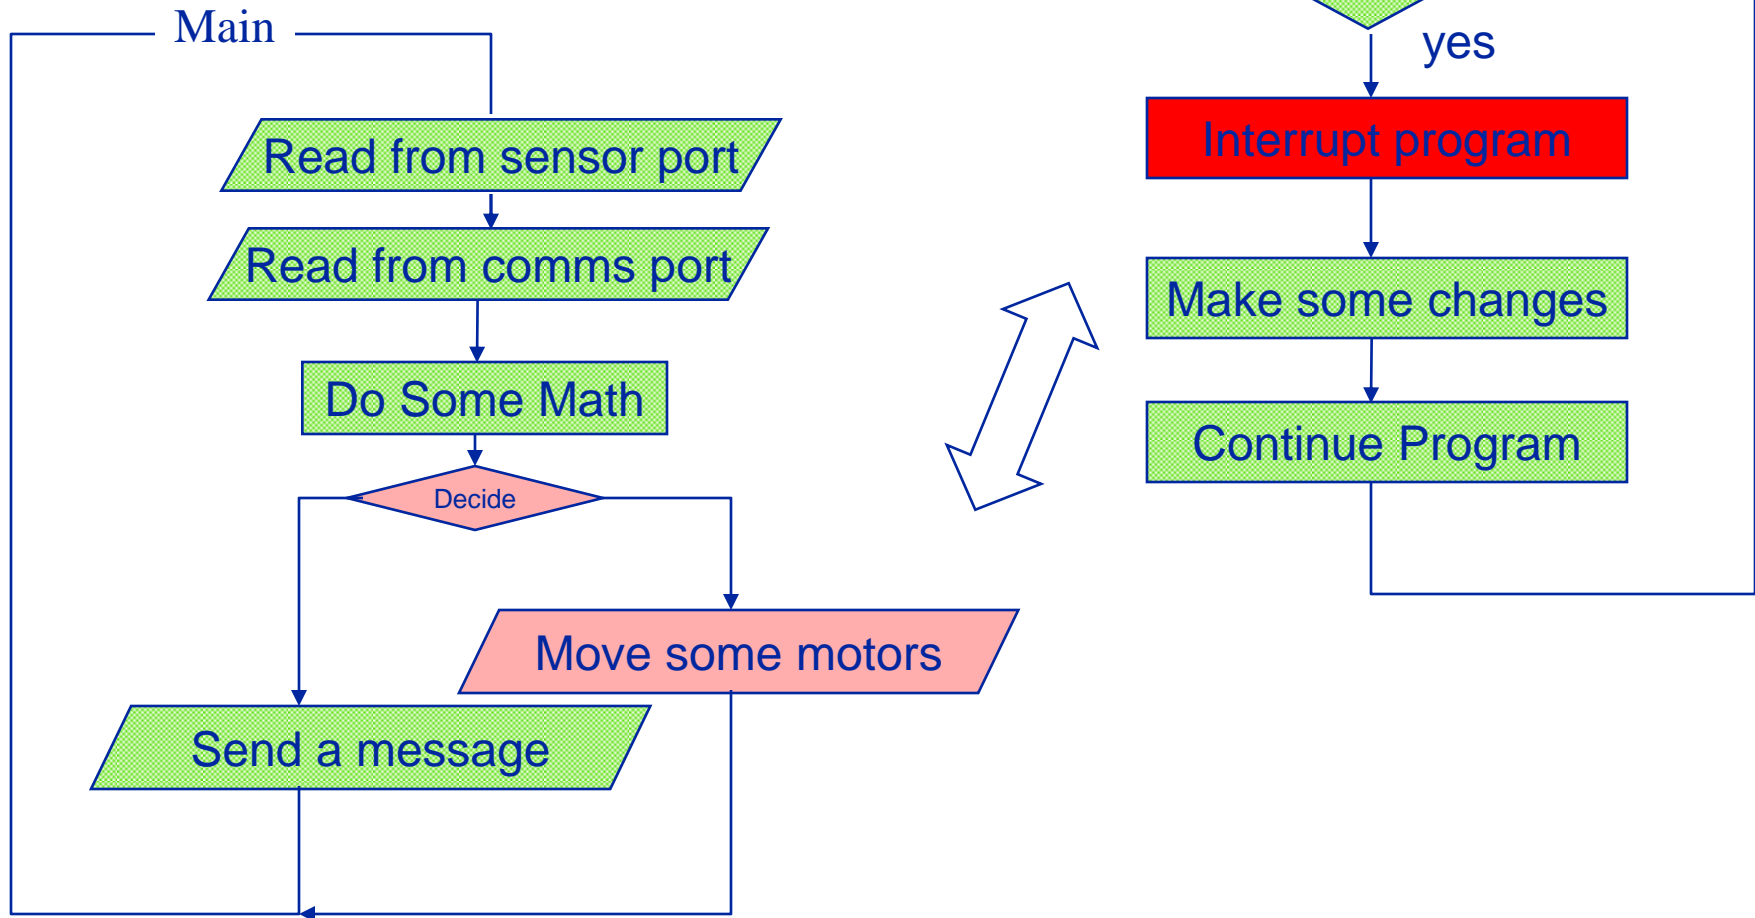 Main
Read from sensor port
Read from comms port
Do Some Math
Decide
Move some motors
Send a message
yes
Interrupt program
Make some changes
Continue Program